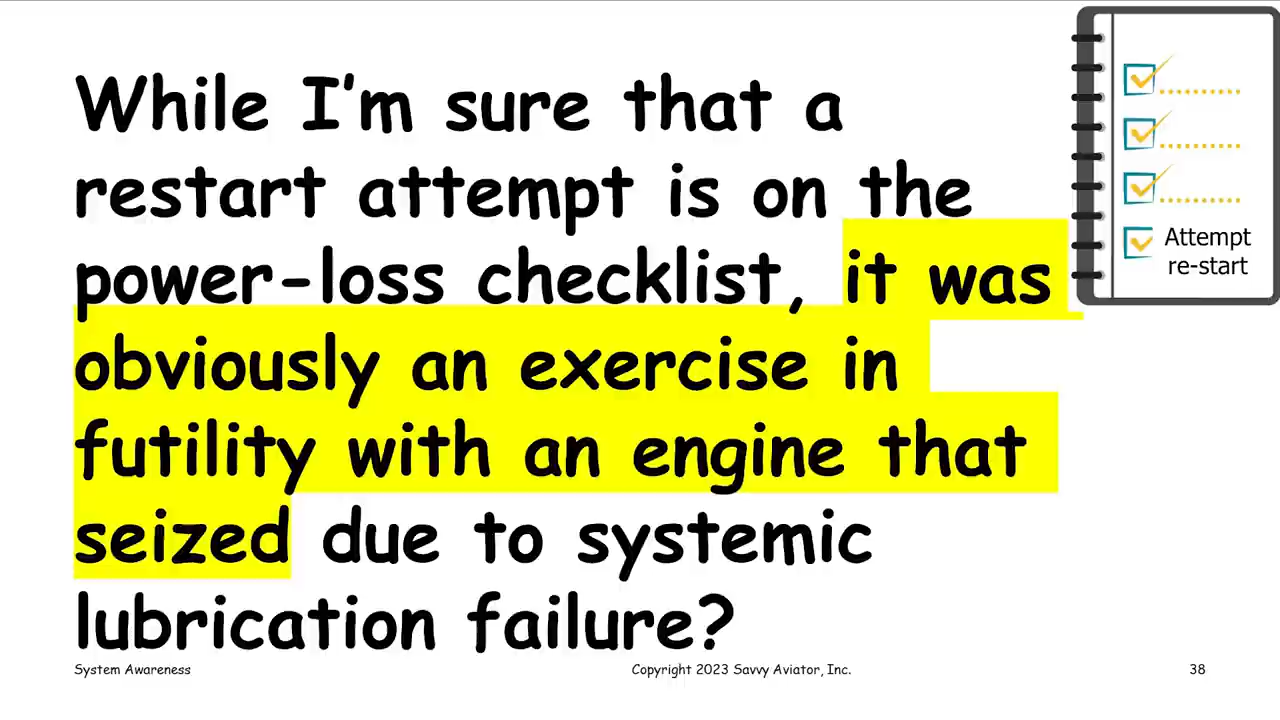 While I'm sure that a
restart attempt is on the
power-loss checklist, it was
obviously an exercise in
futility with an engine that
seized due to systemic
lubrication failure?
Attempt
re-start
System Awareness
Copyright 2023 Savvy Aviator, Inc.
38